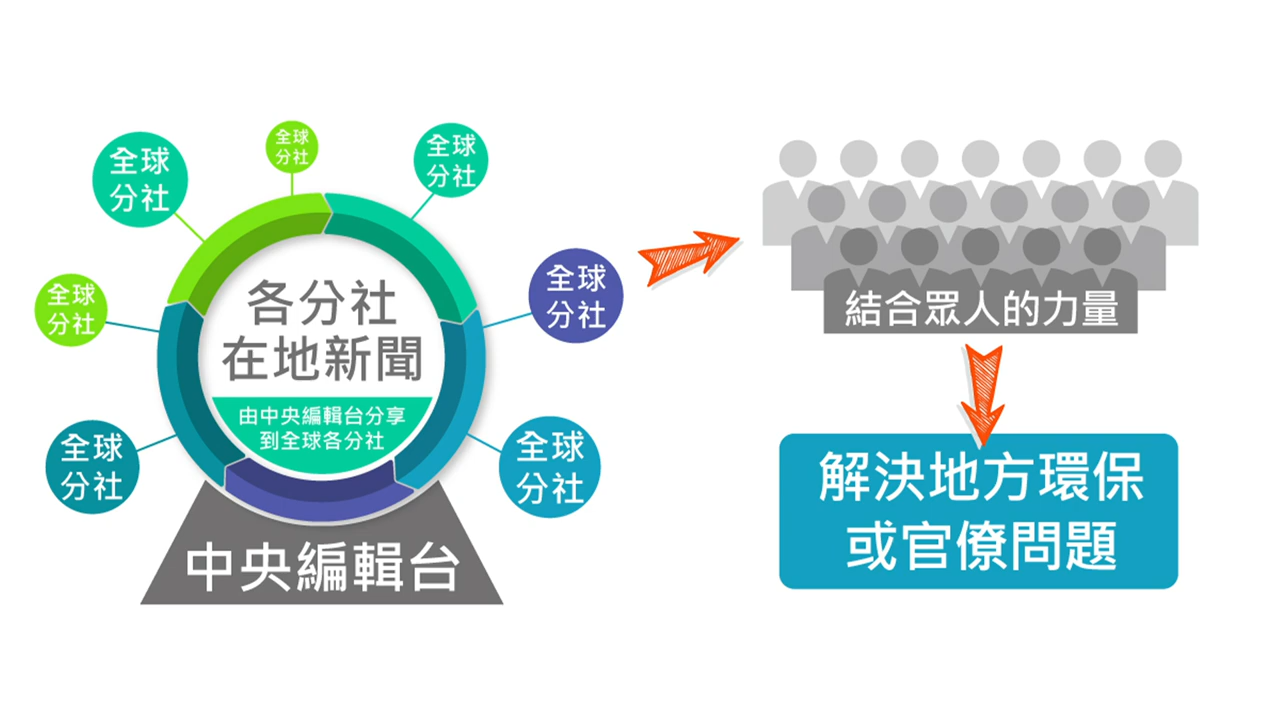 全球
分社
全球
分社
全球
分社
全球
分社
全球
分社
全球
分社
全球
分社
各分社
在地新聞
由中央編輯台分享
到全球各分社
中央編輯台
結合眾人的力量
解決地方環保
或官僚問題